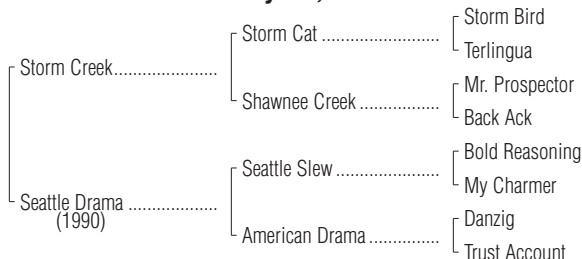 Storm Bird
Storm Cat ........................
Terlingua
Storm Creek.....................
Mr. Prospector
Shawnee Creek ................
Back Ack
Bold Reasoning
Seattle Slew .....................
My Charmer
Seattle Drama ..................
(1990)
Danzig
American Drama ..............
Trust Account